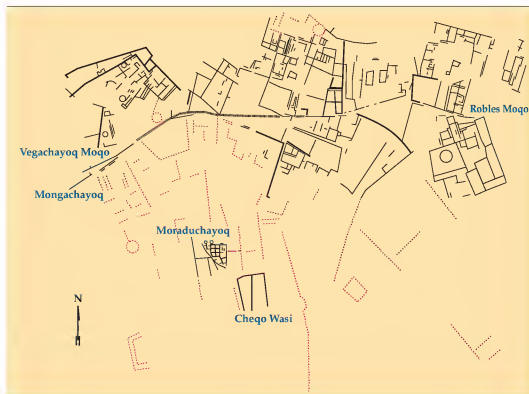 Robles Moqo
Vegachayoq Moqo
Mongachayoq
Moraduchayoq
Cheqo Wasi
N